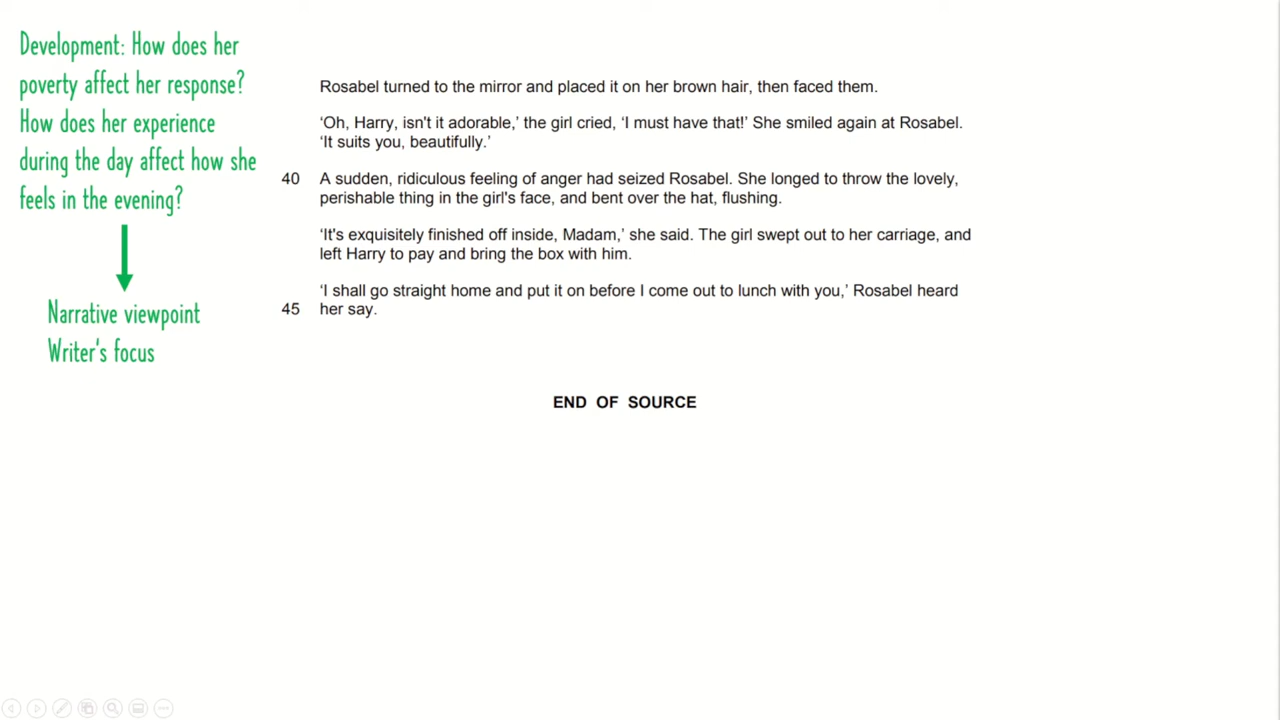 Development: How does her
poverty affect her response?
How does her experience
during the day affect how she
feels in the evening?
Narrative viewpoint
Writer's focus
Rosabel turned to the mirror and placed it on her brown hair, then faced them.
‘Oh, Harry, isn't it adorable,’ the girl cried, ‘I must have that!’ She smiled again at Rosabel.
‘It suits you, beautifully.’
40 A sudden, ridiculous feeling of anger had seized Rosabel. She longed to throw the lovely,
perishable thing in the girl's face, and bent over the hat, flushing.
‘It's exquisitely finished off inside, Madam,’ she said. The girl swept out to her carriage, and
left Harry to pay and bring the box with him.
‘I shall go straight home and put it on before I come out to lunch with you,’ Rosabel heard
45 her say.
END OF SOURCE